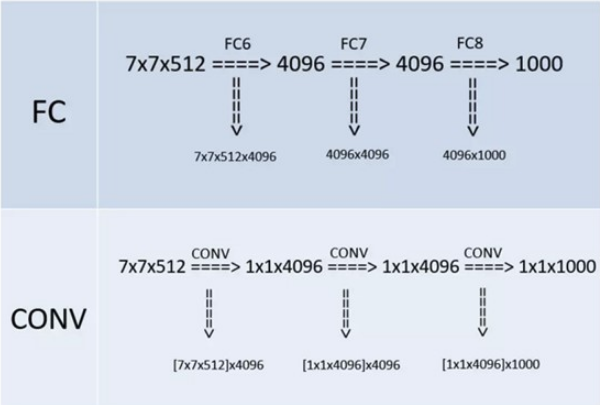 FC
FC6 FC7 FC8
7x7x512 ====> 4096 ====> 4096 ====> 1000
7x7x512x4096 4096x4096 4096x1000
CONV
CONV CONV CONV
7x7x512 ====> 1x1x4096 ====> 1x1x4096 ====> 1x1x1000
[7x7x512]x4096 [1x1x4096]x4096 [1x1x4096]x1000